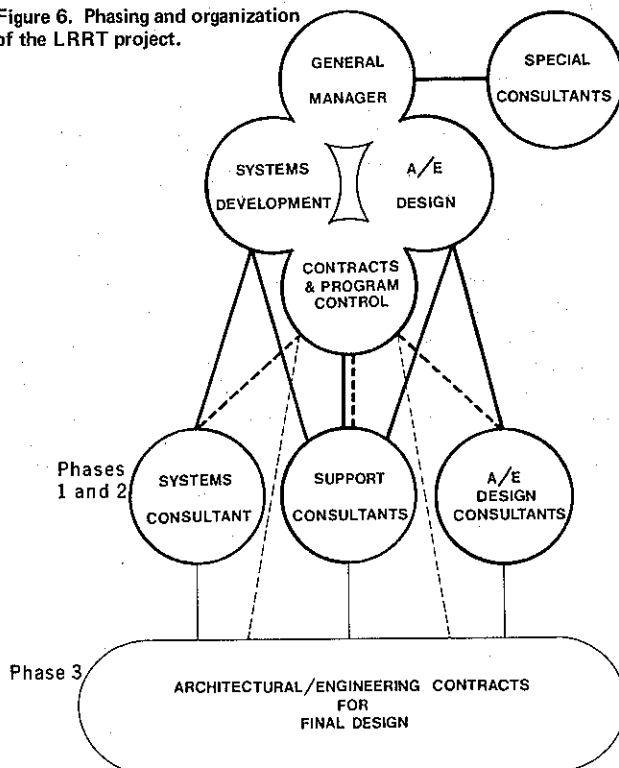 Figure 6. Phasing and organization
of the LRRT project.
GENERAL
MANAGER
SPECIAL
CONSULTANTS
SYSTEMS
DEVELOPMENT
A/E
DESIGN
CONTRACTS
& PROGRAM
CONTROL
Phases
1 and 2
SYSTEMS
CONSULTANT
SUPPORT
CONSULTANTS
A/E
DESIGN
CONSULTANTS
Phase 3
ARCHITECTURAL/ENGINEERING CONTRACTS
FOR
FINAL DESIGN